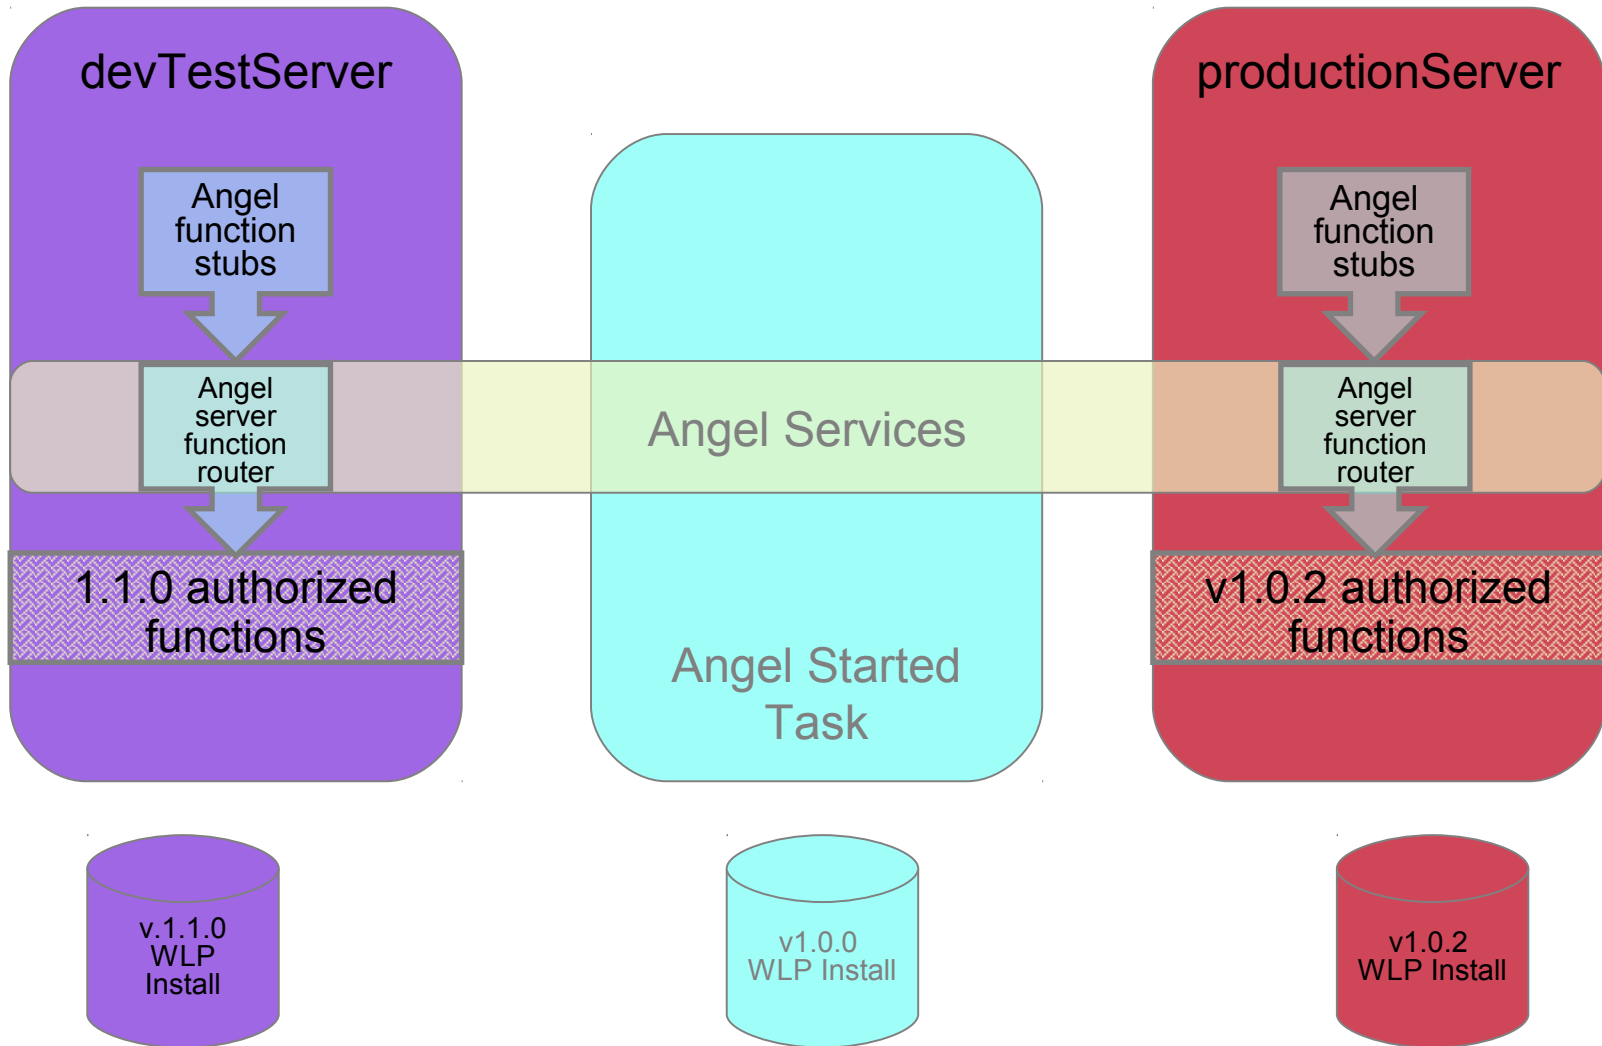 devTestServer
productionServer
Angel
function
stubs
Angel
function
stubs
Angel
server
function
router
Angel Services
Angel
server
function
router
1.1.0 authorized
functions
v1.0.2 authorized
functions
Angel Started
Task
v.1.1.0
WLP
Install
v1.0.0
WLP Install
v1.0.2
WLP Install